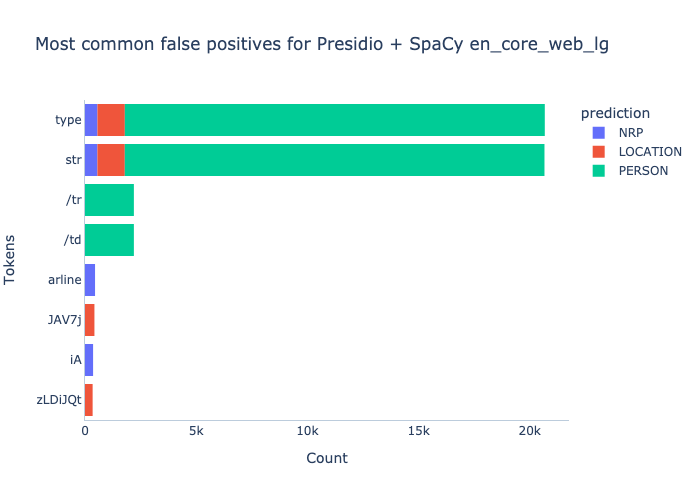 Most common false positives for Presidio + SpaCy en_core_web_lg
prediction
NRP
LOCATION
PERSON
Tokens
type
str
/tr
/td
arline
JAV7j
iA
zLDiJQt
0 5k 10k 15k 20k
Count